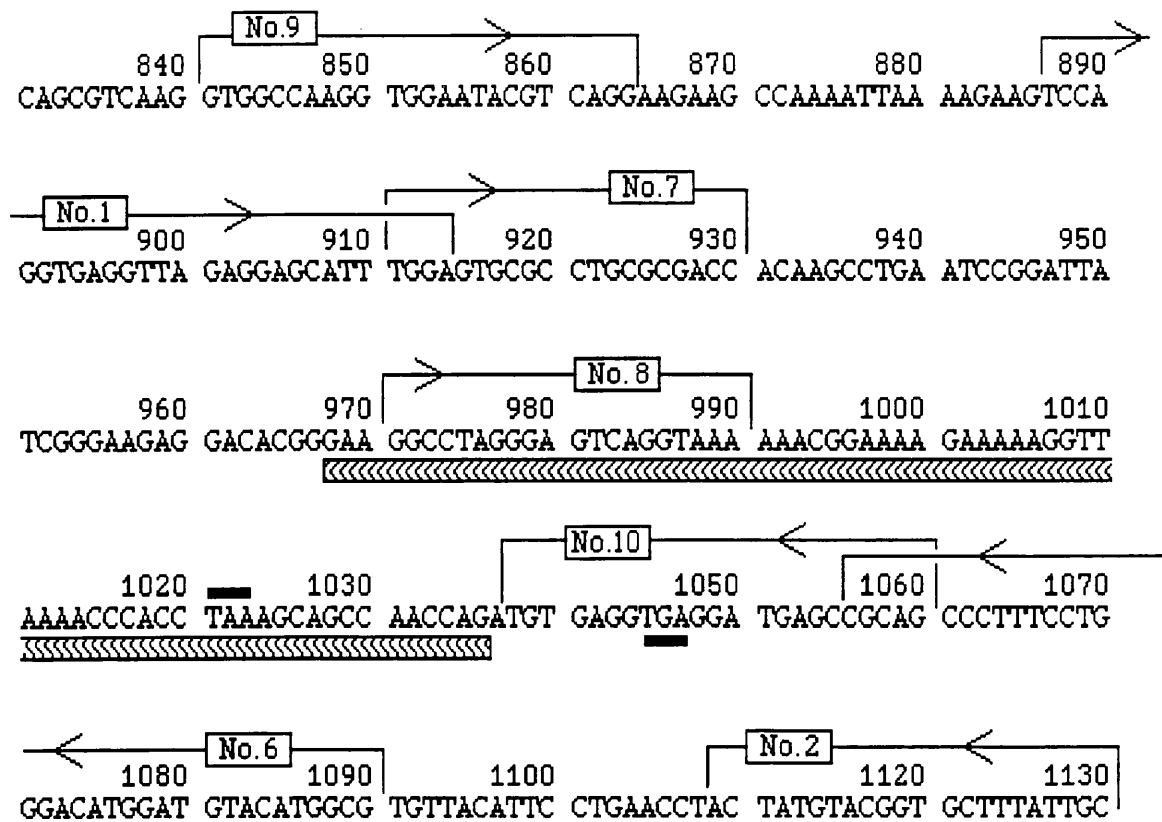 No.9
840 850 860 870 880 890
CAGCGTCAAG GTGGCCAAGG TGGAATACGT CAGGAAGAAG CCAAAATTAA AAGAAGTCCA
No.1 No.7
900 910 920 930 940 950
GGTGAGGTTA GAGGAGCATT TGGAGTGCGC CTGCGCGACC ACAAGCCTGA ATCCGGATTA
No.8
960 970 980 990 1000 1010
TCGGGAAGAG GACACGGGAA GGCCTAGGGA GTCAGGTAAA AAACGGAAAA GAAAAAGGTT
No.10
1020 1030 1050 1060 1070
AAAACCCACC TAAAGCAGCC AACCAGATGT GAGGTGAGGA TGAGCCGCAG CCCTTTCCTG
No.6 No.2
1080 1090 1100 1120 1130
GGACATGGAT GTACATGGCG TGTTACATTC CTGAACCTAC TATGTACGGT GCTTTATTGC